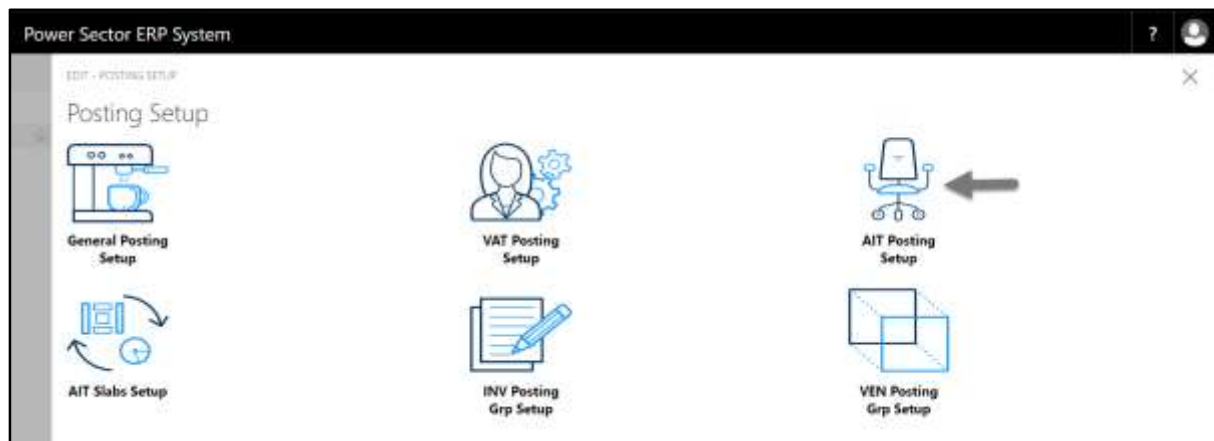 Power Sector ERP System
?
EDIT - POSTING SETUP
Posting Setup
General Posting
Setup
VAT Posting
Setup
AIT Posting
Setup
AIT Slabs Setup
INV Posting
Grp Setup
VEN Posting
Grp Setup